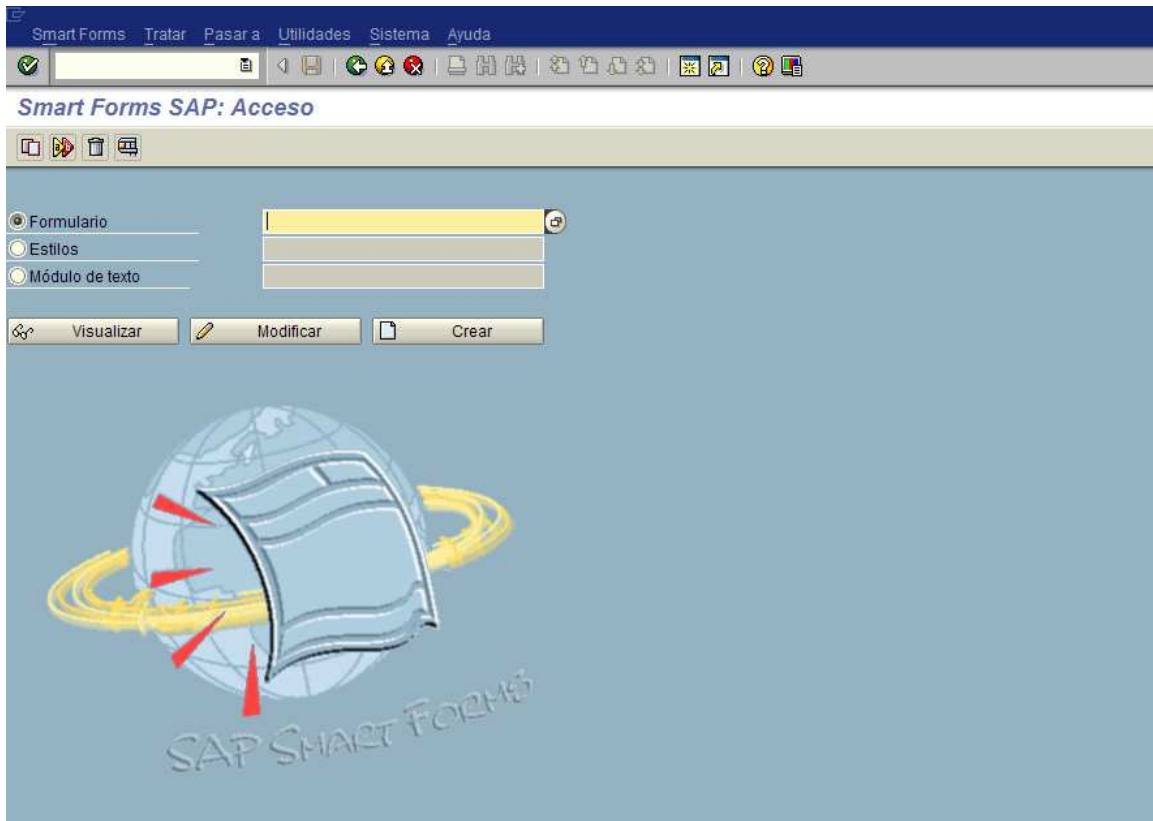 Smart Forms Tratar Pasar a Utilidades Sistema Ayuda
Smart Forms SAP: Acceso
Formulario
Estilos
Módulo de texto
Visualizar Modificar Crear
SAP SMART FORMS